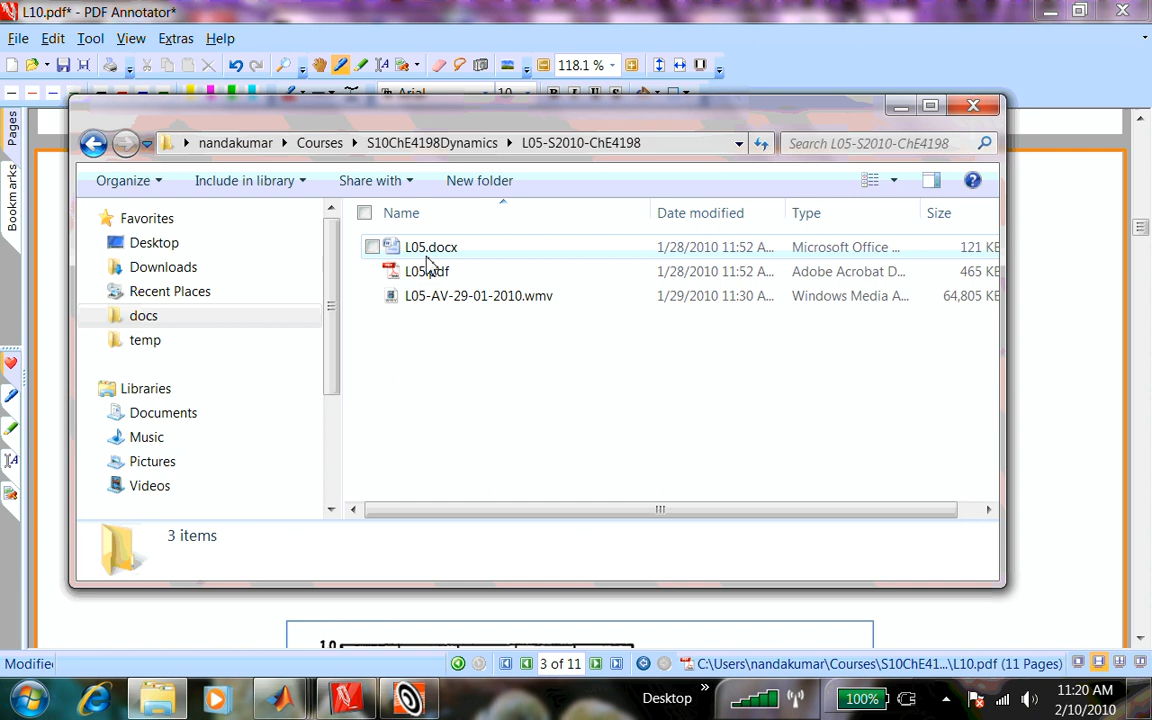 L10.pdf* - PDF Annotator*
File Edit Tool View Extras Help
118.1 %
Arial 10 B I U S
Pages
Bookmarks
nandakumar Courses S10ChE4198Dynamics L05-S2010-ChE4198
Search L05-S2010-ChE4198
Organize Include in library Share with New folder
Name Date modified Type Size
Favorites
Desktop
Downloads
Recent Places
docs
temp
Libraries
Documents
Music
Pictures
Videos
L05.docx 1/28/2010 11:52 A... Microsoft Office ... 121 KB
L05.pdf 1/28/2010 11:52 A... Adobe Acrobat D... 465 KB
L05-AV-29-01-2010.wmv 1/29/2010 11:30 A... Windows Media A... 64,805 KB
3 items
1.0
Modified
3 of 11
C:\Users\nandakumar\Courses\S10ChE41...\L10.pdf (11 Pages)
Desktop
100%
11:20 AM
2/10/2010